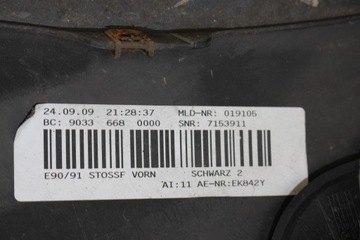 24.09.09 21:28:37 MLD-NR: 019105
BC: 9033 668 0000 SNR: 7153911
E90/91 STOSSF VORN SCHWARZ 2
AI:11 AE-NR:EK842Y